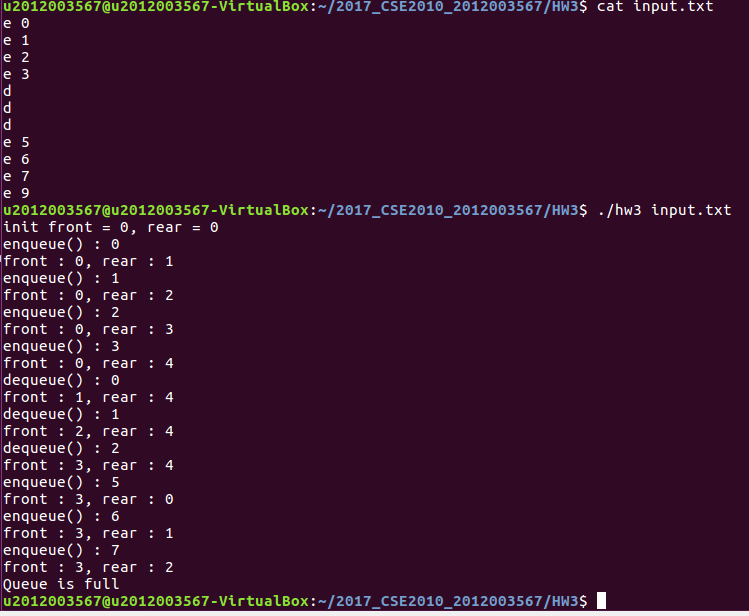 u2012003567@u2012003567-VirtualBox:~/2017_CSE2010_2012003567/HW3$ cat input.txt
e 0
e 1
e 2
e 3
d
d
d
e 5
e 6
e 7
e 9
u2012003567@u2012003567-VirtualBox:~/2017_CSE2010_2012003567/HW3$ ./hw3 input.txt
init front = 0, rear = 0
enqueue() : 0
front : 0, rear : 1
enqueue() : 1
front : 0, rear : 2
enqueue() : 2
front : 0, rear : 3
enqueue() : 3
front : 0, rear : 4
dequeue() : 0
front : 1, rear : 4
dequeue() : 1
front : 2, rear : 4
dequeue() : 2
front : 3, rear : 4
enqueue() : 5
front : 3, rear : 0
enqueue() : 6
front : 3, rear : 1
enqueue() : 7
front : 3, rear : 2
Queue is full
u2012003567@u2012003567-VirtualBox:~/2017_CSE2010_2012003567/HW3$